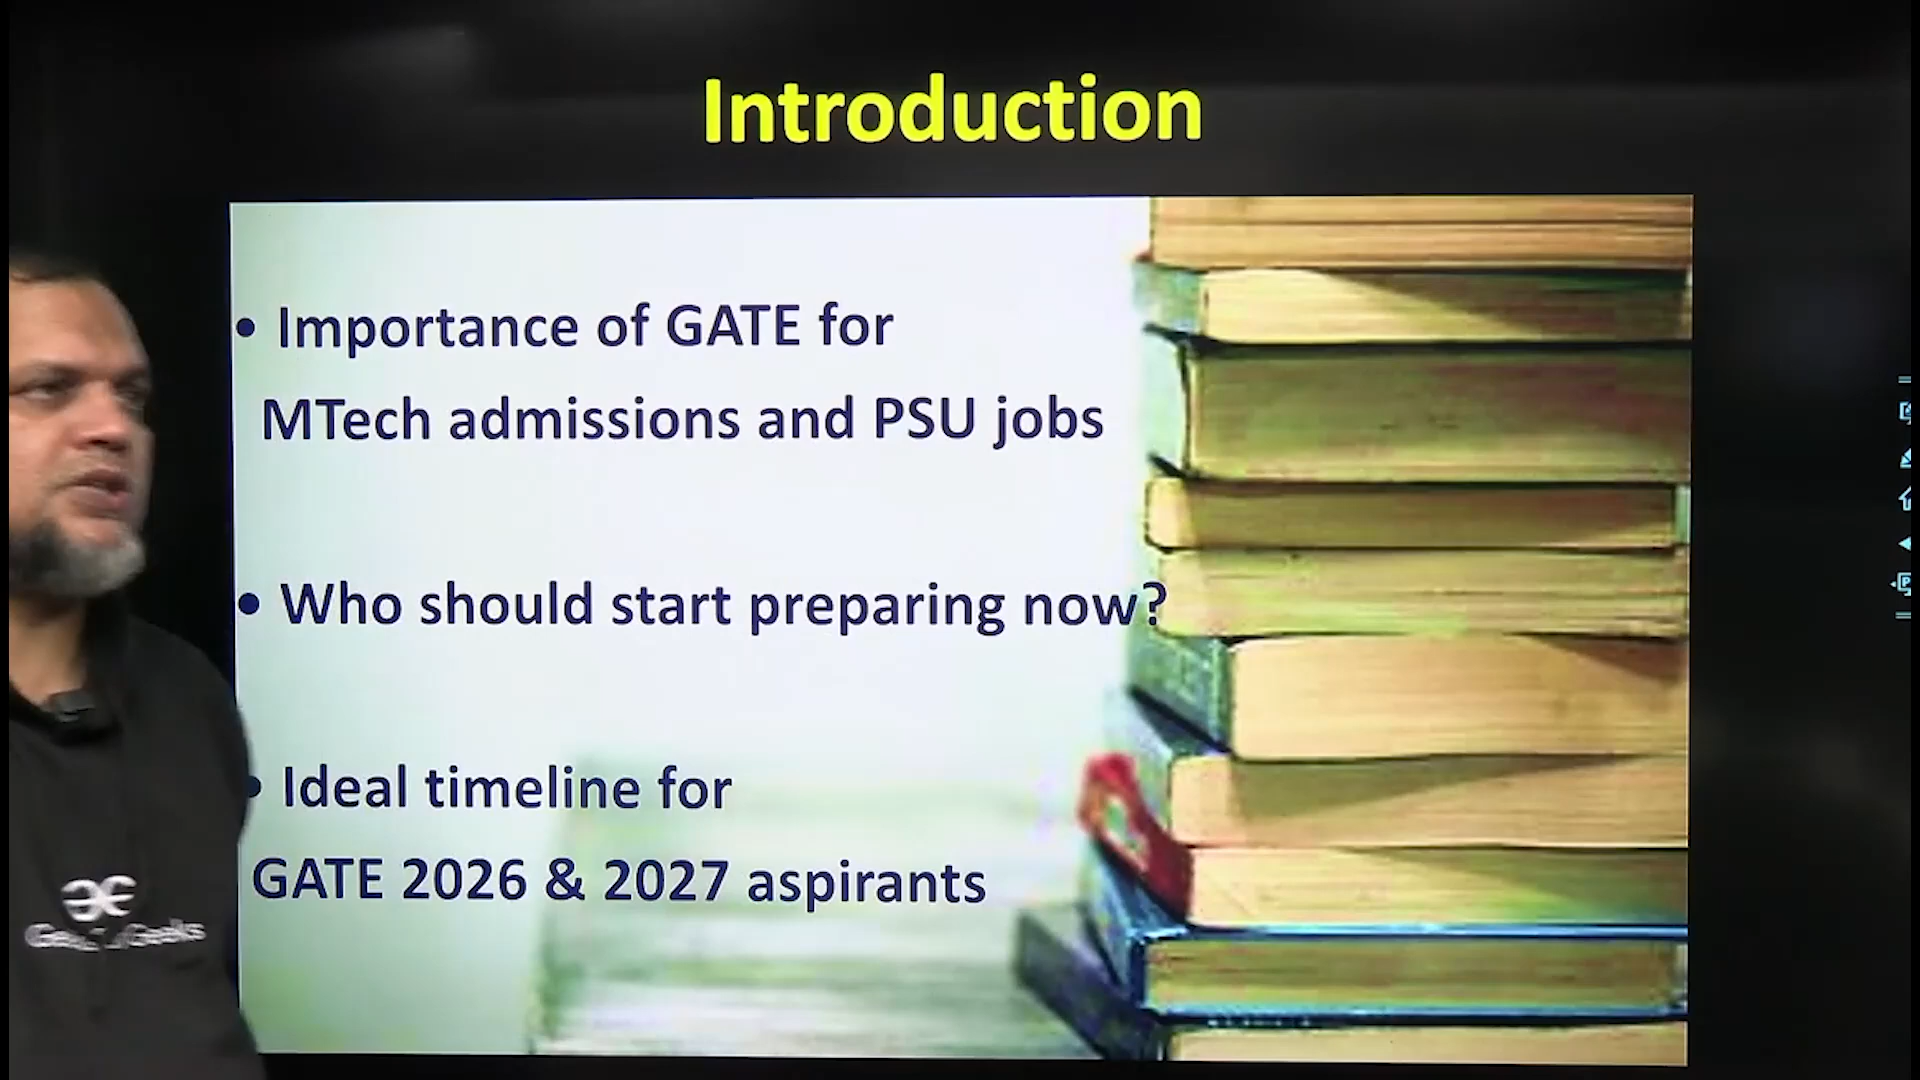 Introduction
• Importance of GATE for
MTech admissions and PSU jobs
• Who should start preparing now?
• Ideal timeline for
GATE 2026 & 2027 aspirants